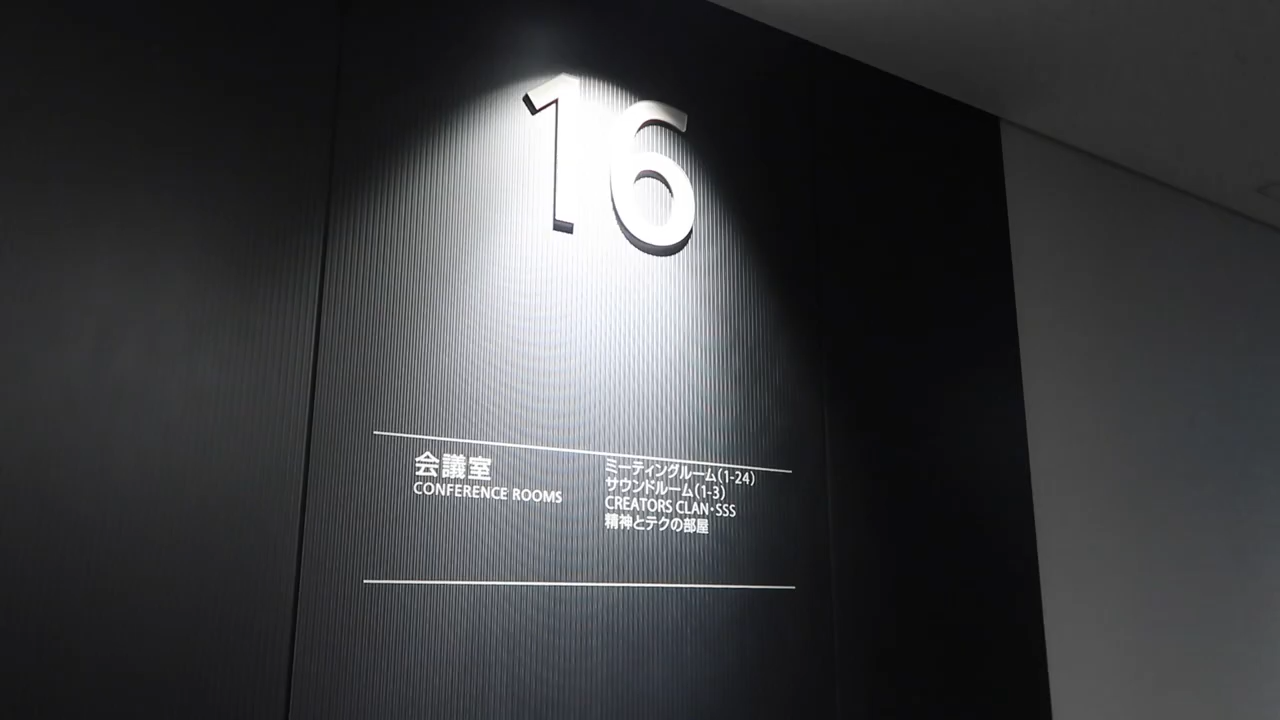 16
会議室
CONFERENCE ROOMS
ミーティングルーム(1-24)
サウンドルーム(1-3)
CREATORS CLAN・SSS
精神とテクの部屋